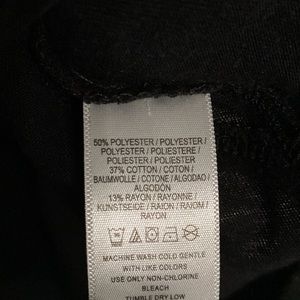 50% POLYESTER / POLYESTER /
POLYESTER / POLIESTERE /
POLIESTER / POLIESTER
37% COTTON / COTON /
BAUMWOLLE / COTONE / ALGODAO /
ALGODÓN
13% RAYON / RAYONNE /
KUNSTSEIDE / RAION / RAIOM /
RAYON
MACHINE WASH COLD GENTLE
WITH LIKE COLORS
USE ONLY NON-CHLORINE
BLEACH
TUMBLE DRY LOW